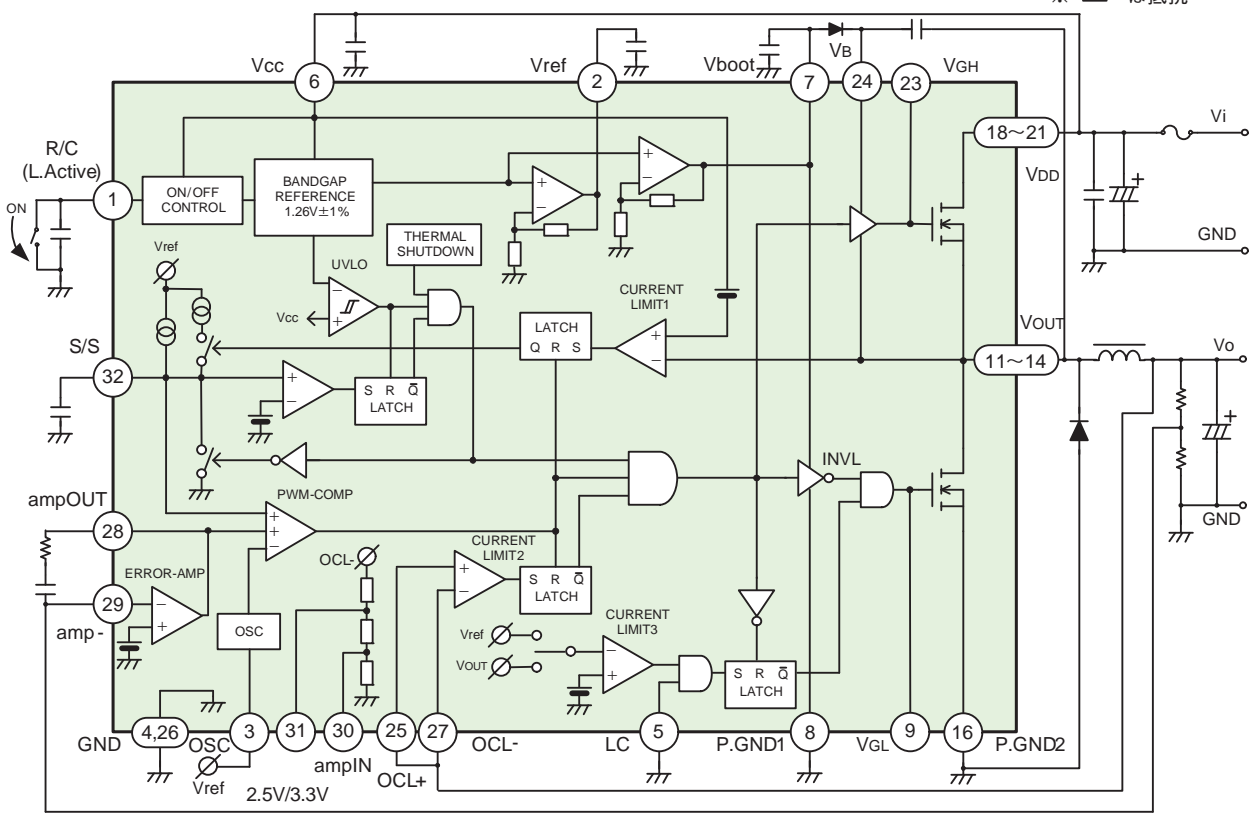 Vcc
6
Vref
2
Vboot
7
VB
24
23
VGH
18～21
VDD
Vi
GND
R/C
(L.Active)
1
ON
ON/OFF
CONTROL
BANDGAP
REFERENCE
1.26V±1%
THERMAL
SHUTDOWN
Vref
UVLO
Vcc
CURRENT
LIMIT1
LATCH
Q R S
VOUT
11～14
Vo
GND
S/S
32
S R Q̄
LATCH
INVL
PWM-COMP
ampOUT
28
ERROR-AMP
29
amp-
OSC
OCL-
CURRENT
LIMIT2
S R Q̄
LATCH
CURRENT
LIMIT3
Vref
VOUT
S R Q̄
LATCH
GND
4,26
OSC
3
Vref
31
30
ampIN
25
OCL+
27
OCL-
LC
5
P.GND1
8
VGL
9
16
P.GND2
2.5V/3.3V